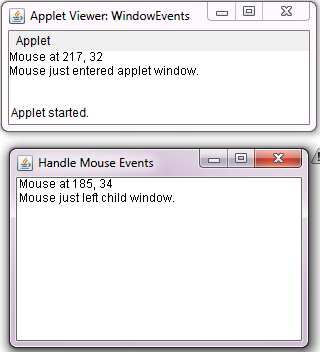 Applet Viewer: WindowEvents
Applet
Mouse at 217, 32
Mouse just entered applet window.
Applet started.
Handle Mouse Events
Mouse at 185, 34
Mouse just left child window.